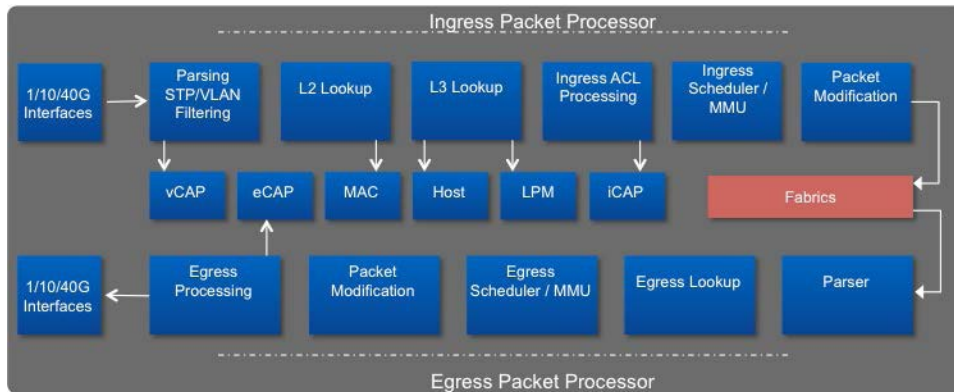 Ingress Packet Processor
1/10/40G
Interfaces
Parsing
STP/VLAN
Filtering
L2 Lookup
L3 Lookup
Ingress ACL
Processing
Ingress
Scheduler /
MMU
Packet
Modification
vCAP
eCAP
MAC
Host
LPM
iCAP
Fabrics
1/10/40G
Interfaces
Egress
Processing
Packet
Modification
Egress
Scheduler / MMU
Egress Lookup
Parser
Egress Packet Processor